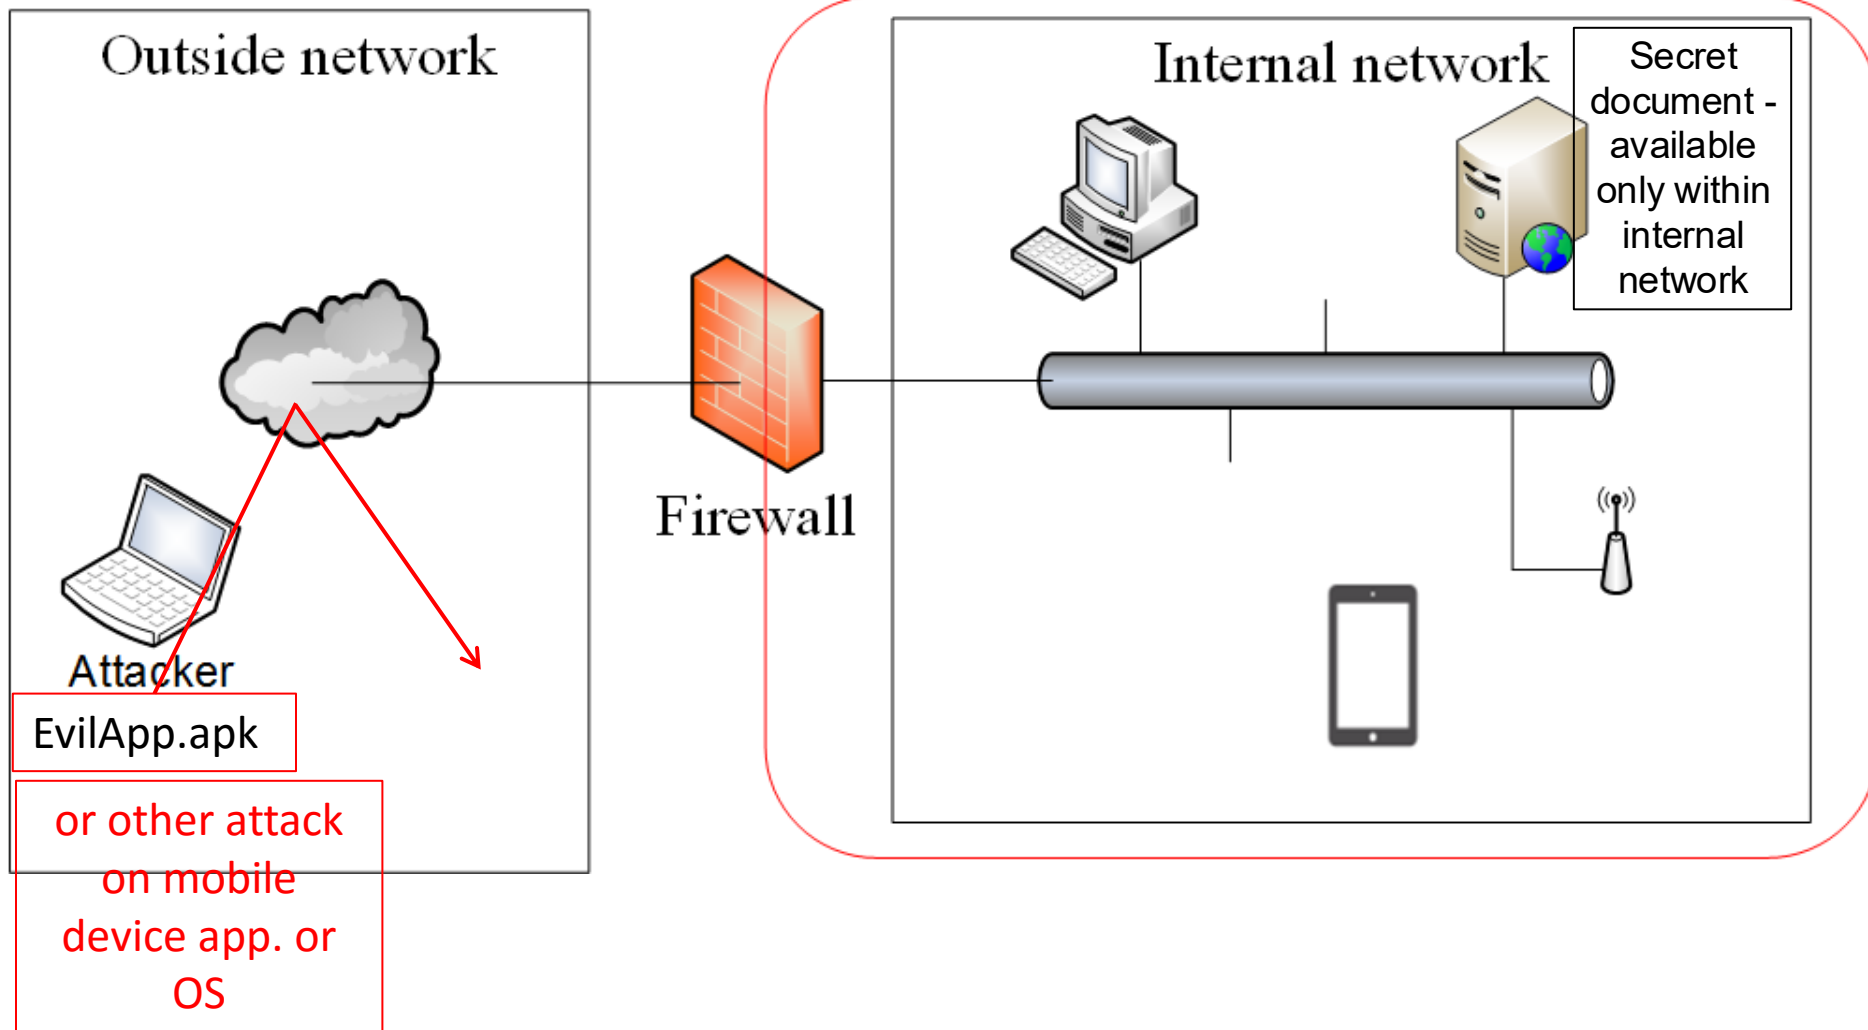 Outside network
Internal network
Secret
document -
available
only within
internal
network
Firewall
Attacker
EvilApp.apk
or other attack
on mobile
device app. or
OS